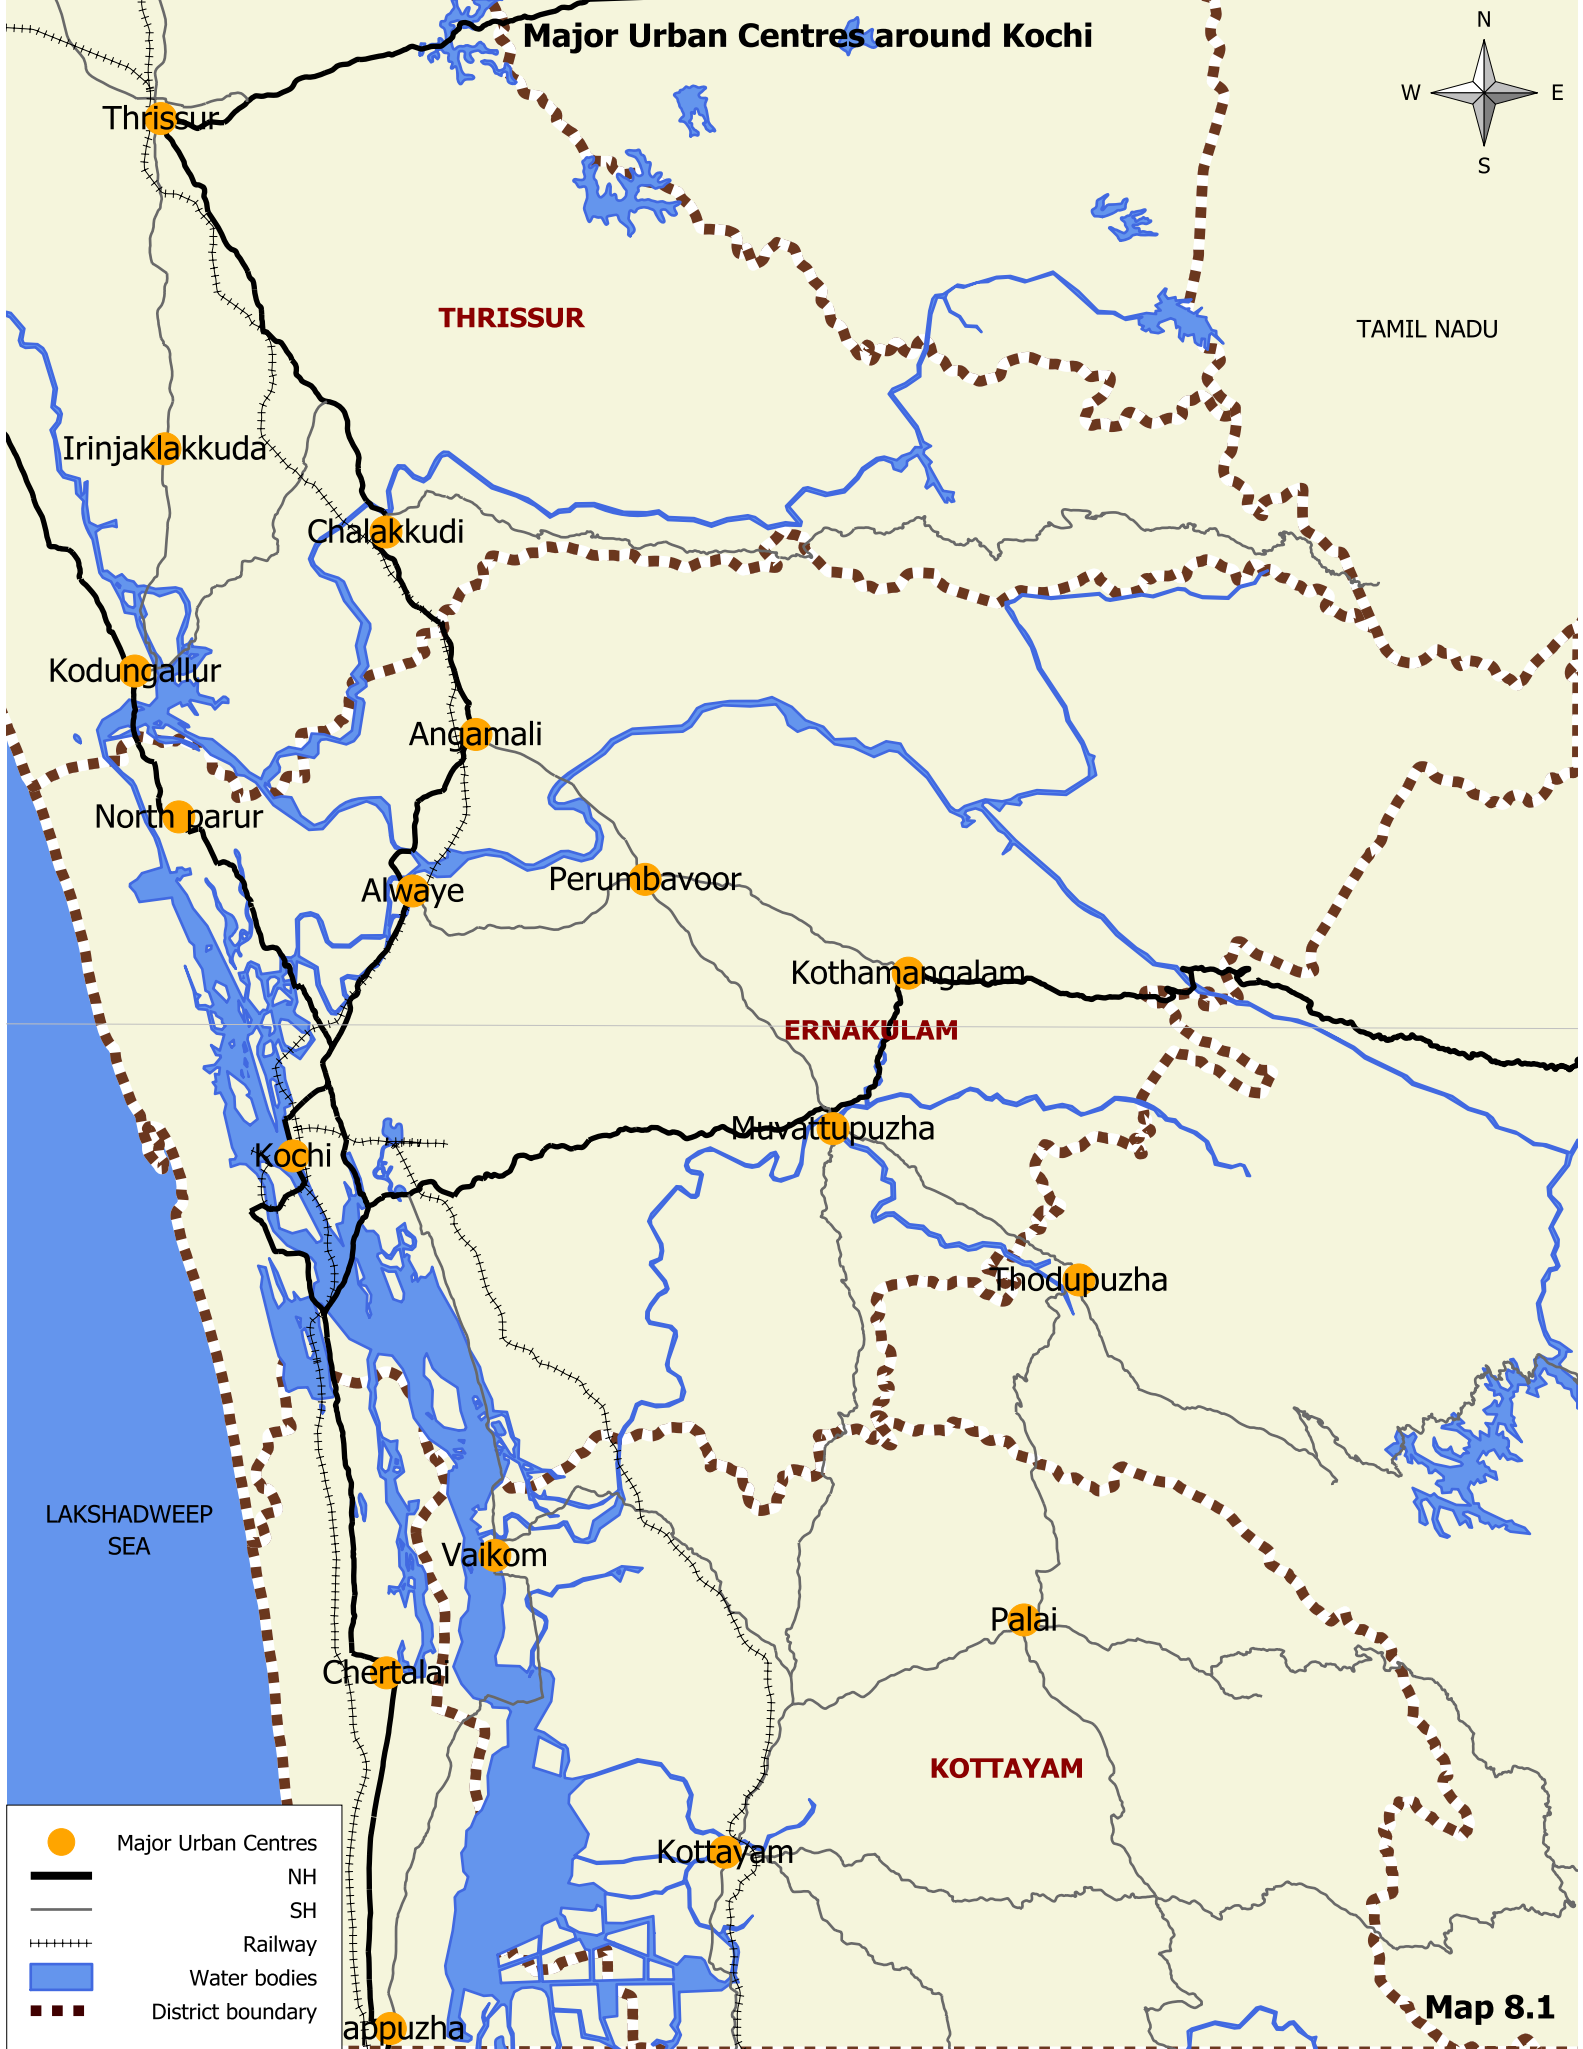 Major Urban Centres around Kochi
N
W
E
S
Thrissur
THRISSUR
TAMIL NADU
Irinjaklakkuda
Chalakkudi
Kodungallur
Angamali
North parur
Alwaye
Perumbavoor
Kothamangalam
ERNAKULAM
Muvattupuzha
Kochi
Thodupuzha
LAKSHADWEEP
SEA
Vaikom
Palai
Chertalai
KOTTAYAM
Kottayam
Major Urban Centres
NH
SH
Railway
Water bodies
District boundary
appuzha
Map 8.1